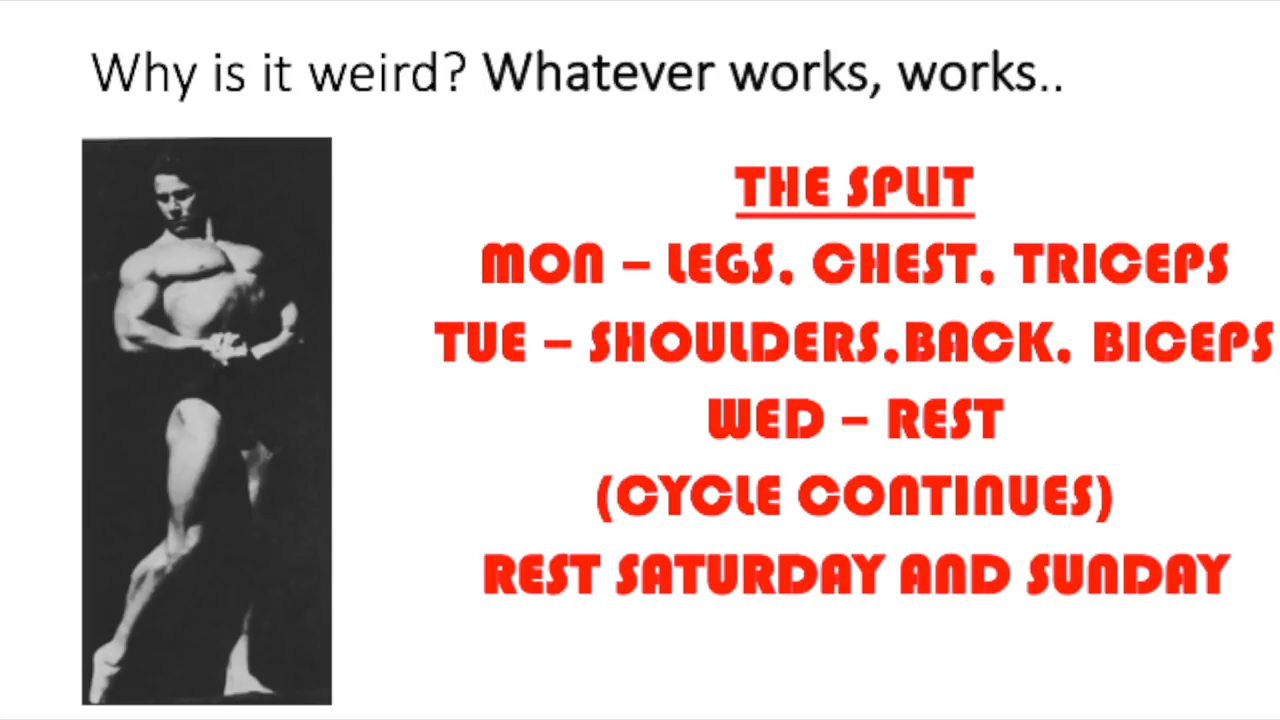 Why is it weird? Whatever works, works..
THE SPLIT
MON – LEGS, CHEST, TRICEPS
TUE – SHOULDERS,BACK, BICEPS
WED – REST
(CYCLE CONTINUES)
REST SATURDAY AND SUNDAY